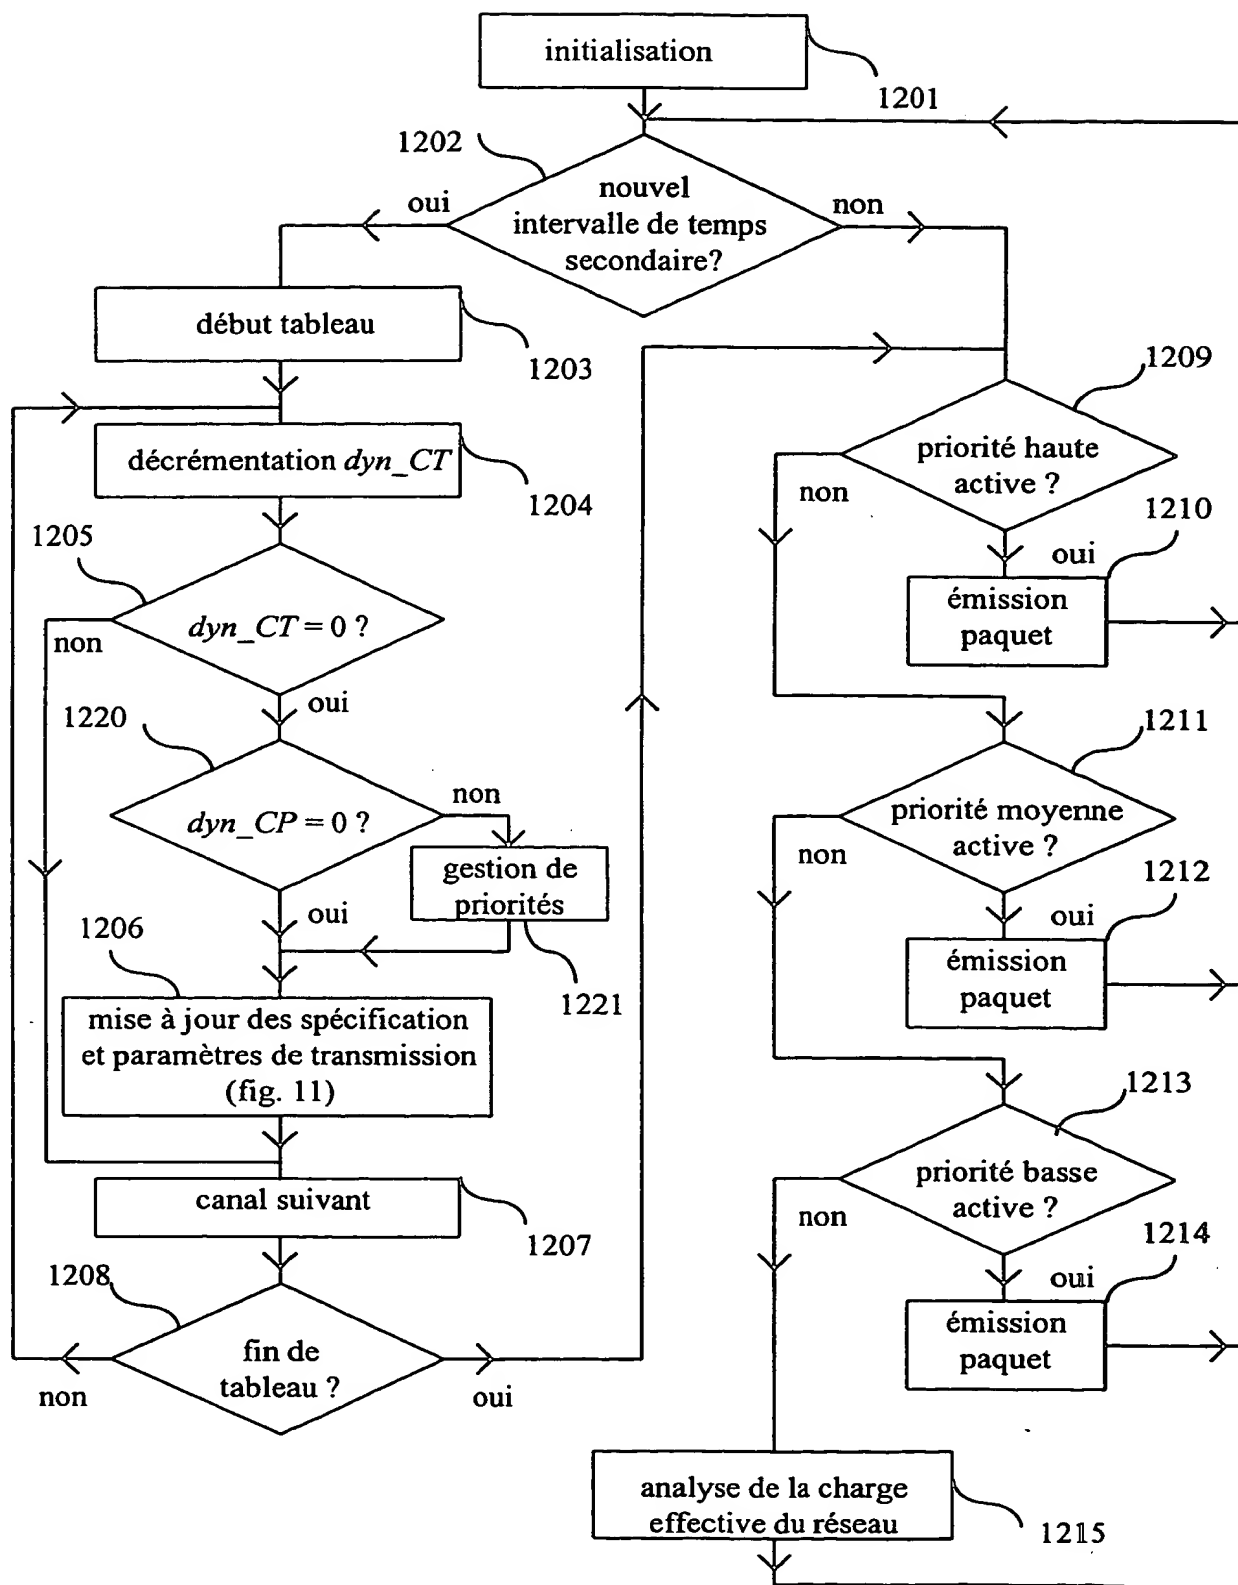 initialisation
1201
1202
nouvel
intervalle de temps
secondaire?
oui
non
début tableau
1203
décrémentation dyn_CT
1204
1205
dyn_CT = 0 ?
non
oui
1220
dyn_CP = 0 ?
non
oui
gestion de
priorités
1221
1206
mise à jour des spécification
et paramètres de transmission
(fig. 11)
canal suivant
1207
1208
fin de
tableau ?
non
oui
1209
priorité haute
active ?
non
oui
1210
émission
paquet
1211
priorité moyenne
active ?
non
oui
1212
émission
paquet
1213
priorité basse
active ?
non
oui
1214
émission
paquet
analyse de la charge
effective du réseau
1215